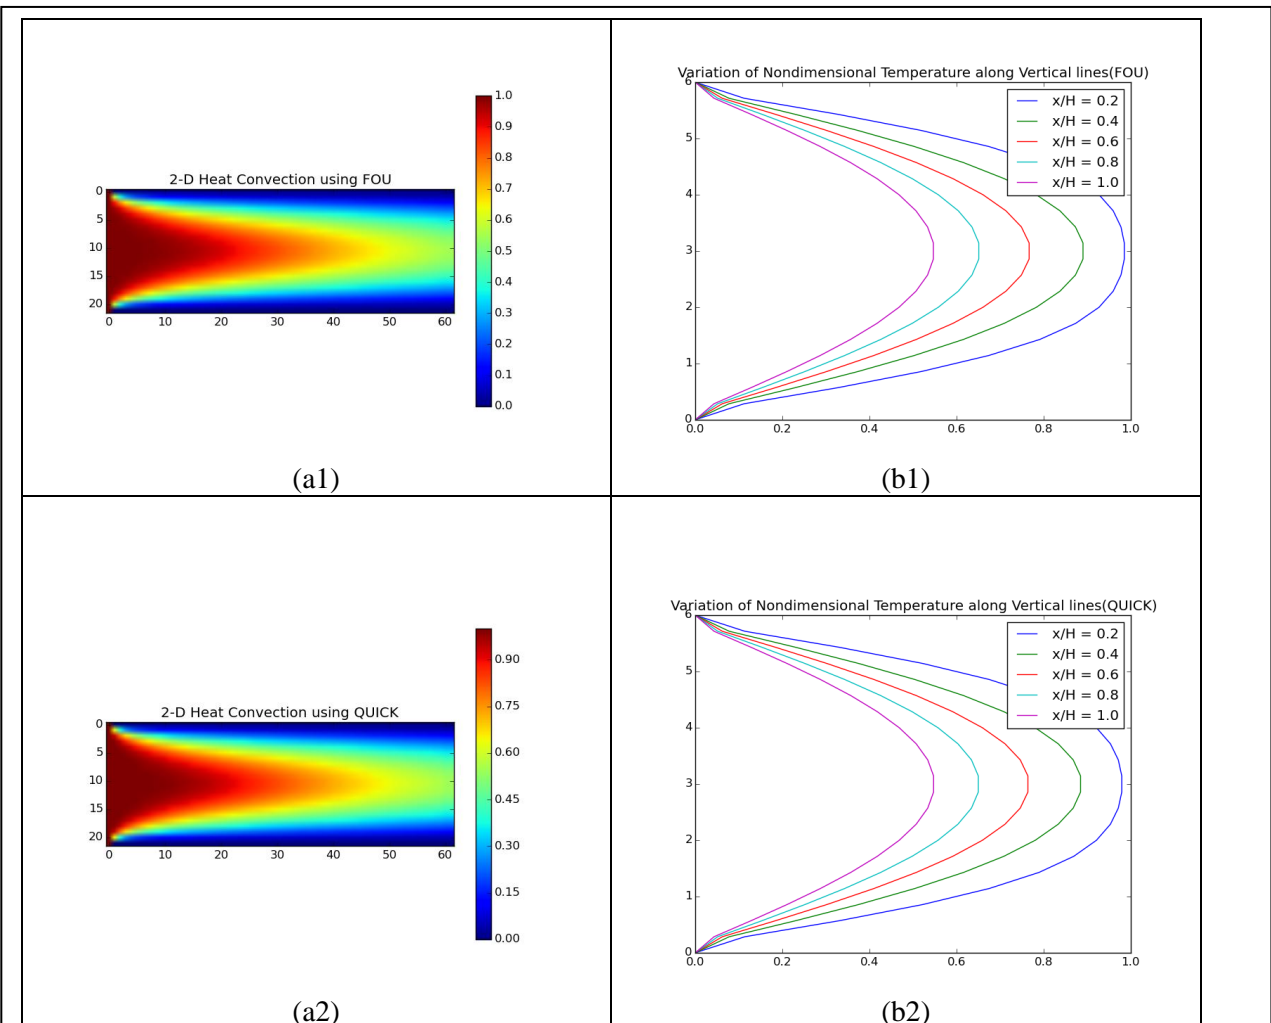 2-D Heat Convection using FOU
0
5
10
15
20
0 10 20 30 40 50 60
1.0
0.9
0.8
0.7
0.6
0.5
0.4
0.3
0.2
0.1
0.0
(a1)
Variation of Nondimensional Temperature along Vertical lines(FOU)
6
5
4
3
2
1
0
0.0 0.2 0.4 0.6 0.8 1.0
x/H = 0.2
x/H = 0.4
x/H = 0.6
x/H = 0.8
x/H = 1.0
(b1)
2-D Heat Convection using QUICK
0
5
10
15
20
0 10 20 30 40 50 60
0.90
0.75
0.60
0.45
0.30
0.15
0.00
(a2)
Variation of Nondimensional Temperature along Vertical lines(QUICK)
6
5
4
3
2
1
0
0.0 0.2 0.4 0.6 0.8 1.0
x/H = 0.2
x/H = 0.4
x/H = 0.6
x/H = 0.8
x/H = 1.0
(b2)